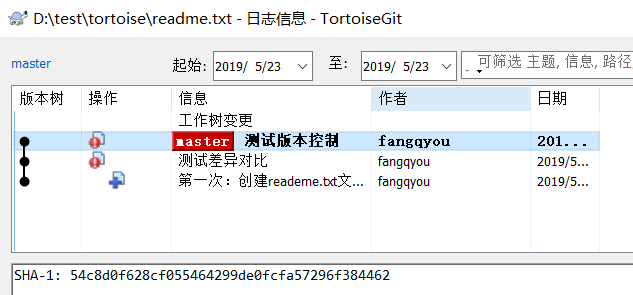 D:\test\tortoise\readme.txt - 日志信息 - TortoiseGit
master 起始: 2019/ 5/23 至: 2019/ 5/23 可筛选 主题, 信息, 路径
版本树 操作 信息 作者 日期
工作树变更
master 测试版本控制 fangqyou 201...
测试差异对比 fangqyou 2019/5...
第一次：创建reademe.txt文... fangqyou 2019/5...
SHA-1: 54c8d0f628cf055464299de0fcfa57296f384462